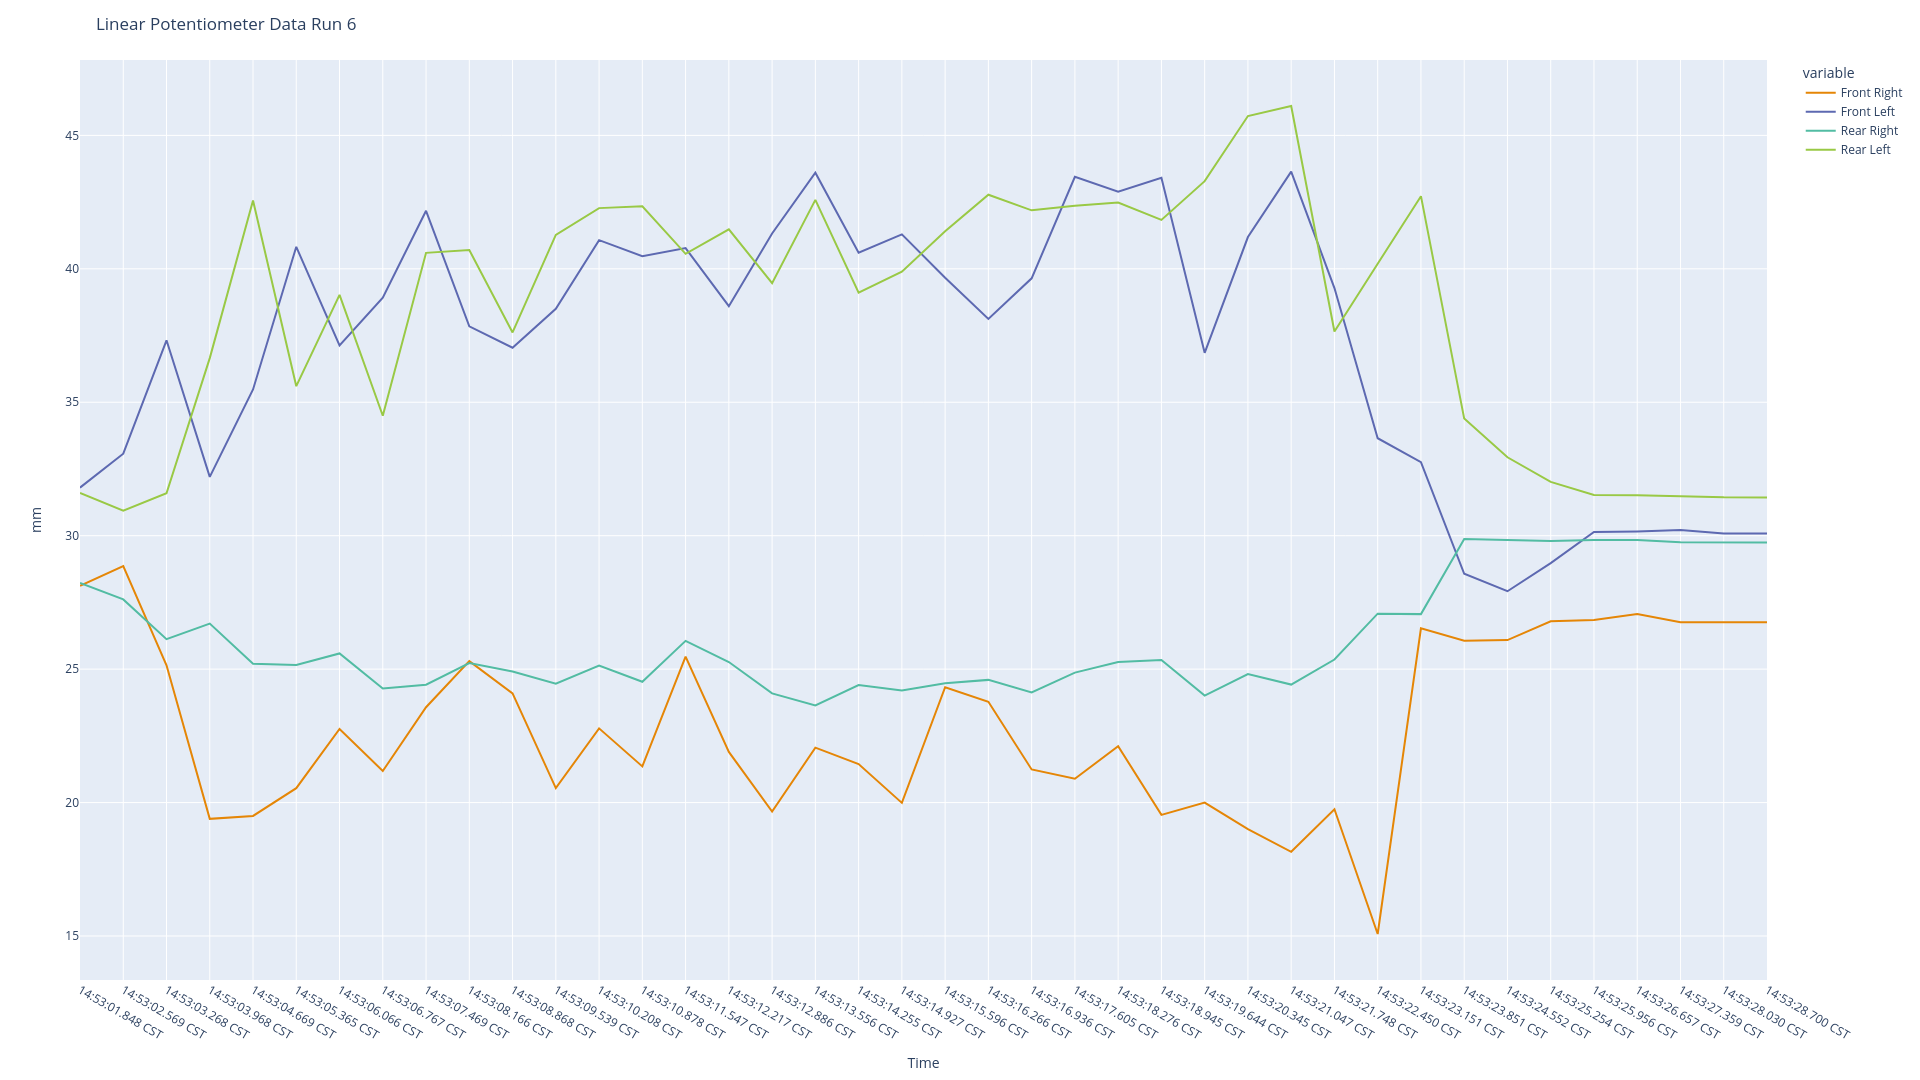 Linear Potentiometer Data Run 6
variable
Front Right
Front Left
Rear Right
Rear Left
45
40
35
30
25
20
15
mm
14:53:01.848 CST
14:53:02.569 CST
14:53:03.268 CST
14:53:03.968 CST
14:53:04.669 CST
14:53:05.365 CST
14:53:06.066 CST
14:53:06.767 CST
14:53:07.469 CST
14:53:08.166 CST
14:53:08.868 CST
14:53:09.539 CST
14:53:10.208 CST
14:53:10.878 CST
14:53:11.547 CST
14:53:12.217 CST
14:53:12.886 CST
14:53:13.556 CST
14:53:14.255 CST
14:53:14.927 CST
14:53:15.596 CST
14:53:16.266 CST
14:53:16.936 CST
14:53:17.605 CST
14:53:18.276 CST
14:53:18.945 CST
14:53:19.644 CST
14:53:20.345 CST
14:53:21.047 CST
14:53:21.748 CST
14:53:22.450 CST
14:53:23.151 CST
14:53:23.851 CST
14:53:24.552 CST
14:53:25.254 CST
14:53:25.956 CST
14:53:26.657 CST
14:53:27.359 CST
14:53:28.030 CST
14:53:28.700 CST
Time